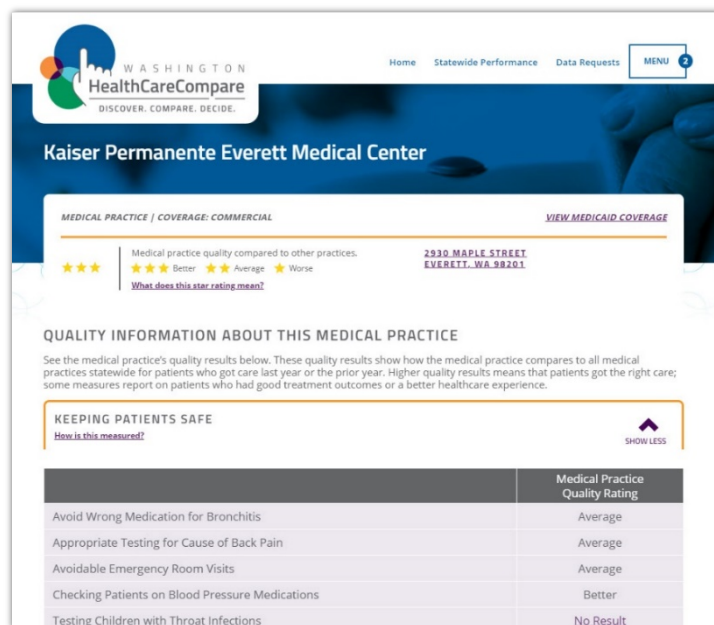 WASHINGTON
HealthCareCompare
DISCOVER. COMPARE. DECIDE.
Home Statewide Performance Data Requests MENU 2
Kaiser Permanente Everett Medical Center
MEDICAL PRACTICE | COVERAGE: COMMERCIAL VIEW MEDICAID COVERAGE
Medical practice quality compared to other practices.
Better Average Worse
What does this star rating mean?
2930 MAPLE STREET
EVERETT, WA 98201
QUALITY INFORMATION ABOUT THIS MEDICAL PRACTICE
See the medical practice's quality results below. These quality results show how the medical practice compares to all medical
practices statewide for patients who got care last year or the prior year. Higher quality results means that patients got the right care;
some measures report on patients who had good treatment outcomes or a better healthcare experience.
KEEPING PATIENTS SAFE
How is this measured?
SHOW LESS
Medical Practice
Quality Rating
Avoid Wrong Medication for Bronchitis Average
Appropriate Testing for Cause of Back Pain Average
Avoidable Emergency Room Visits Average
Checking Patients on Blood Pressure Medications Better
Testing Children with Throat Infections No Result